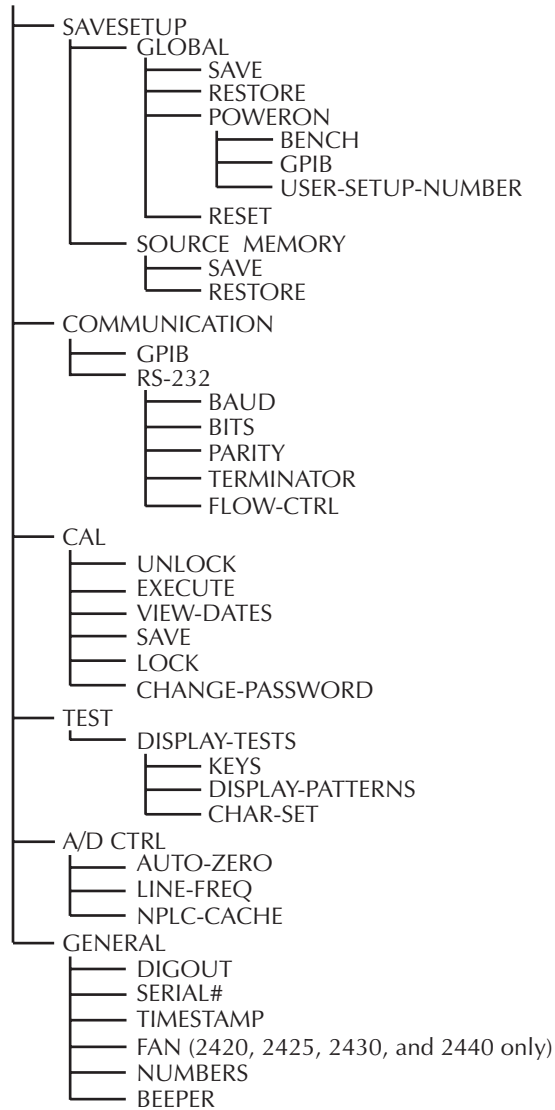 SAVESETUP
GLOBAL
SAVE
RESTORE
POWERON
BENCH
GPIB
USER-SETUP-NUMBER
RESET
SOURCE MEMORY
SAVE
RESTORE
COMMUNICATION
GPIB
RS-232
BAUD
BITS
PARITY
TERMINATOR
FLOW-CTRL
CAL
UNLOCK
EXECUTE
VIEW-DATES
SAVE
LOCK
CHANGE-PASSWORD
TEST
DISPLAY-TESTS
KEYS
DISPLAY-PATTERNS
CHAR-SET
A/D CTRL
AUTO-ZERO
LINE-FREQ
NPLC-CACHE
GENERAL
DIGOUT
SERIAL#
TIMESTAMP
FAN (2420, 2425, 2430, and 2440 only)
NUMBERS
BEEPER